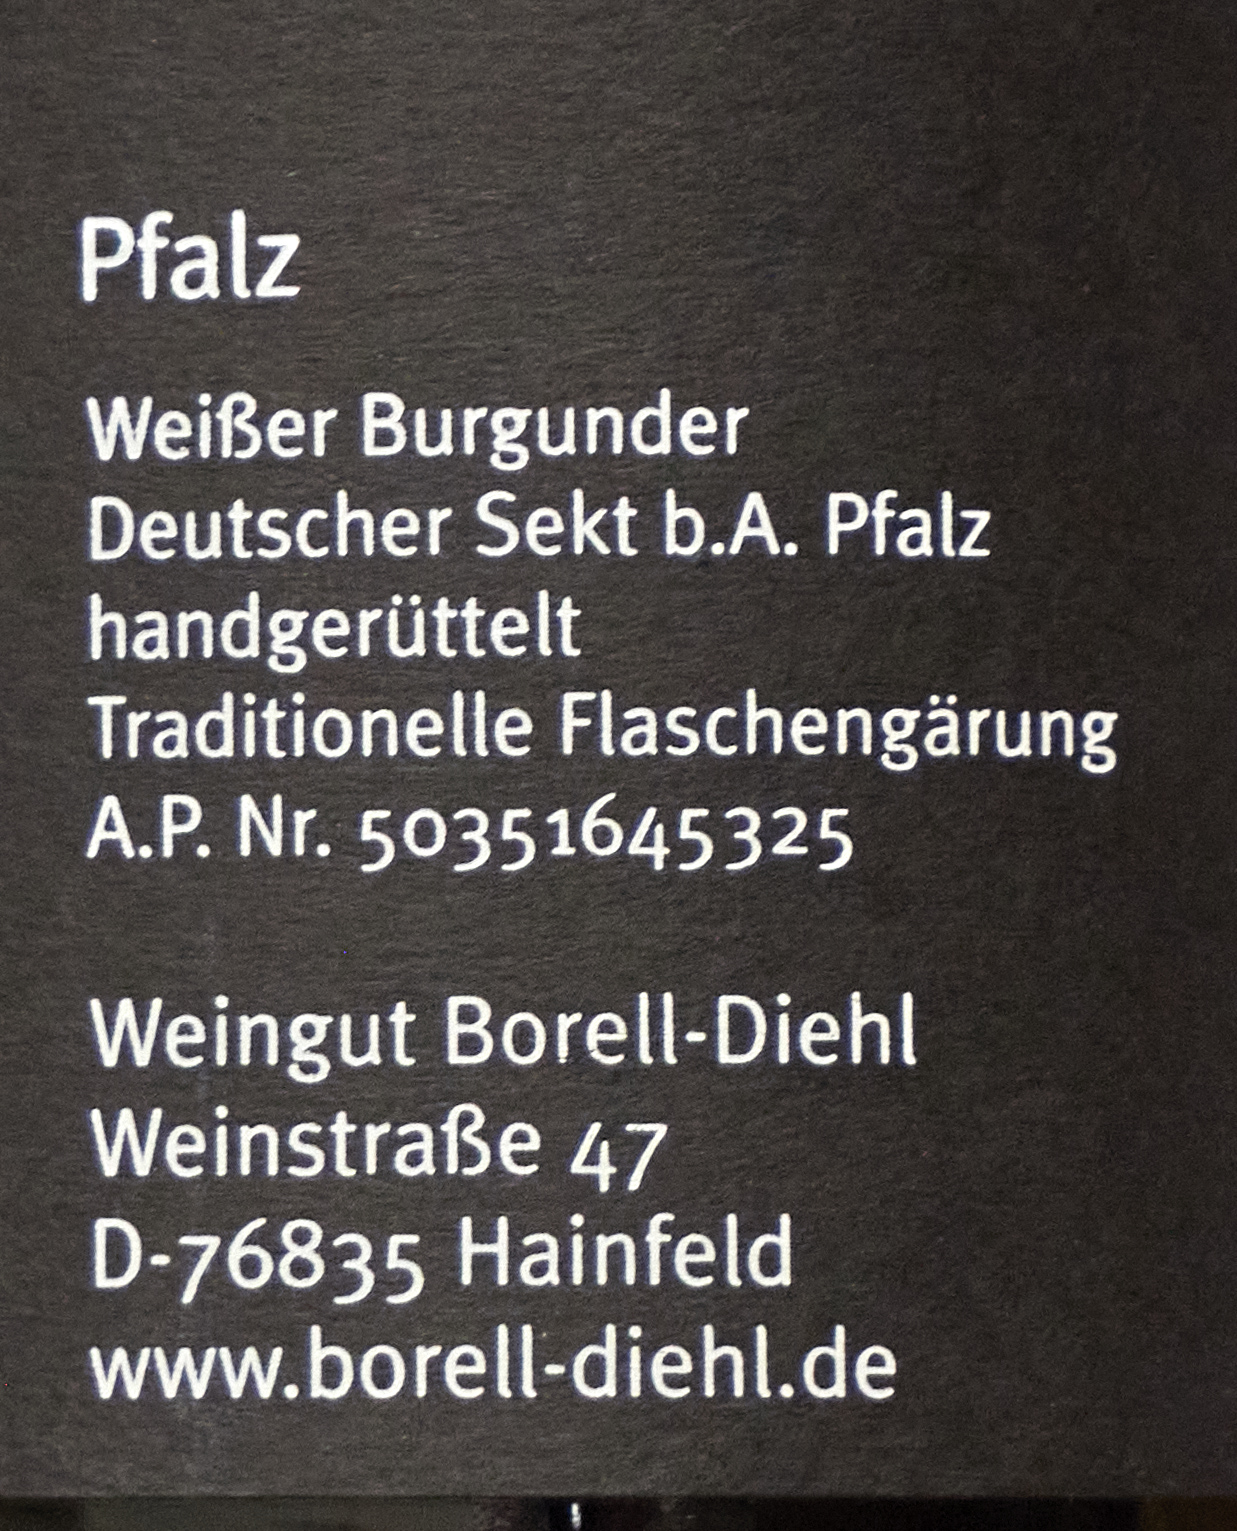 Pfalz
Weißer Burgunder
Deutscher Sekt b.A. Pfalz
handgerüttelt
Traditionelle Flaschengärung
A.P. Nr. 50351645325
Weingut Borell-Diehl
Weinstraße 47
D-76835 Hainfeld
www.borell-diehl.de